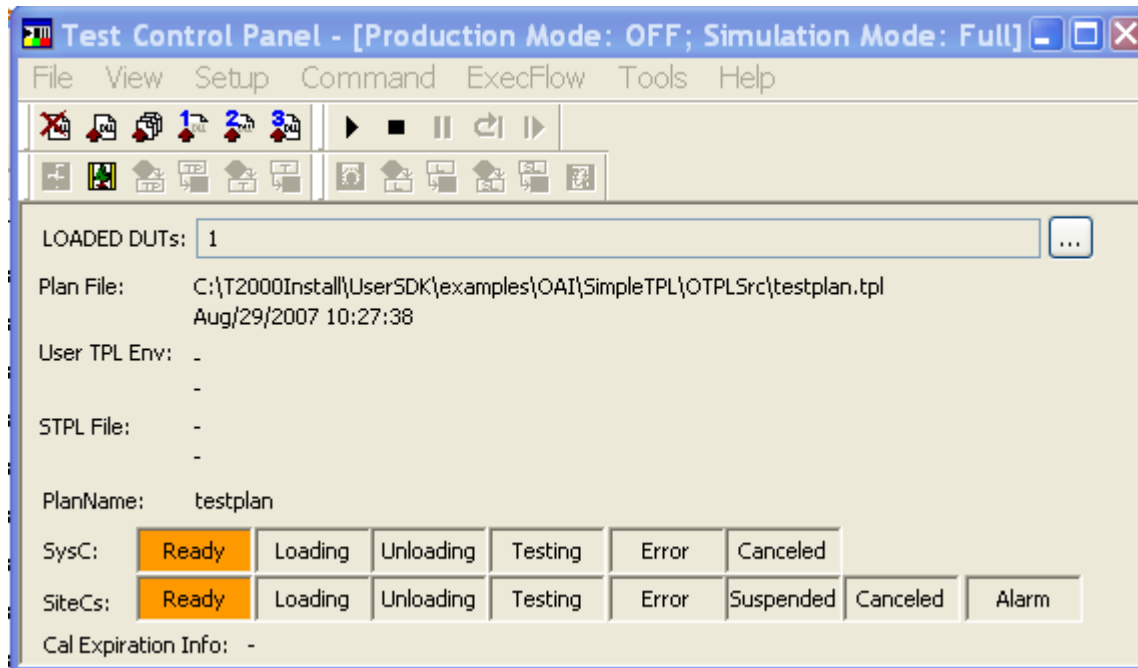 Test Control Panel - [Production Mode: OFF; Simulation Mode: Full]
File View Setup Command ExecFlow Tools Help
1 2 3
LOADED DUTs: 1 ...
Plan File: C:\T2000Install\UserSDK\examples\OAI\SimpleTPL\OTPLSrc\testplan.tpl
Aug/29/2007 10:27:38
User TPL Env: -
-
STPL File: -
-
PlanName: testplan
SysC: Ready Loading Unloading Testing Error Canceled
SiteCs: Ready Loading Unloading Testing Error Suspended Canceled Alarm
Cal Expiration Info: -